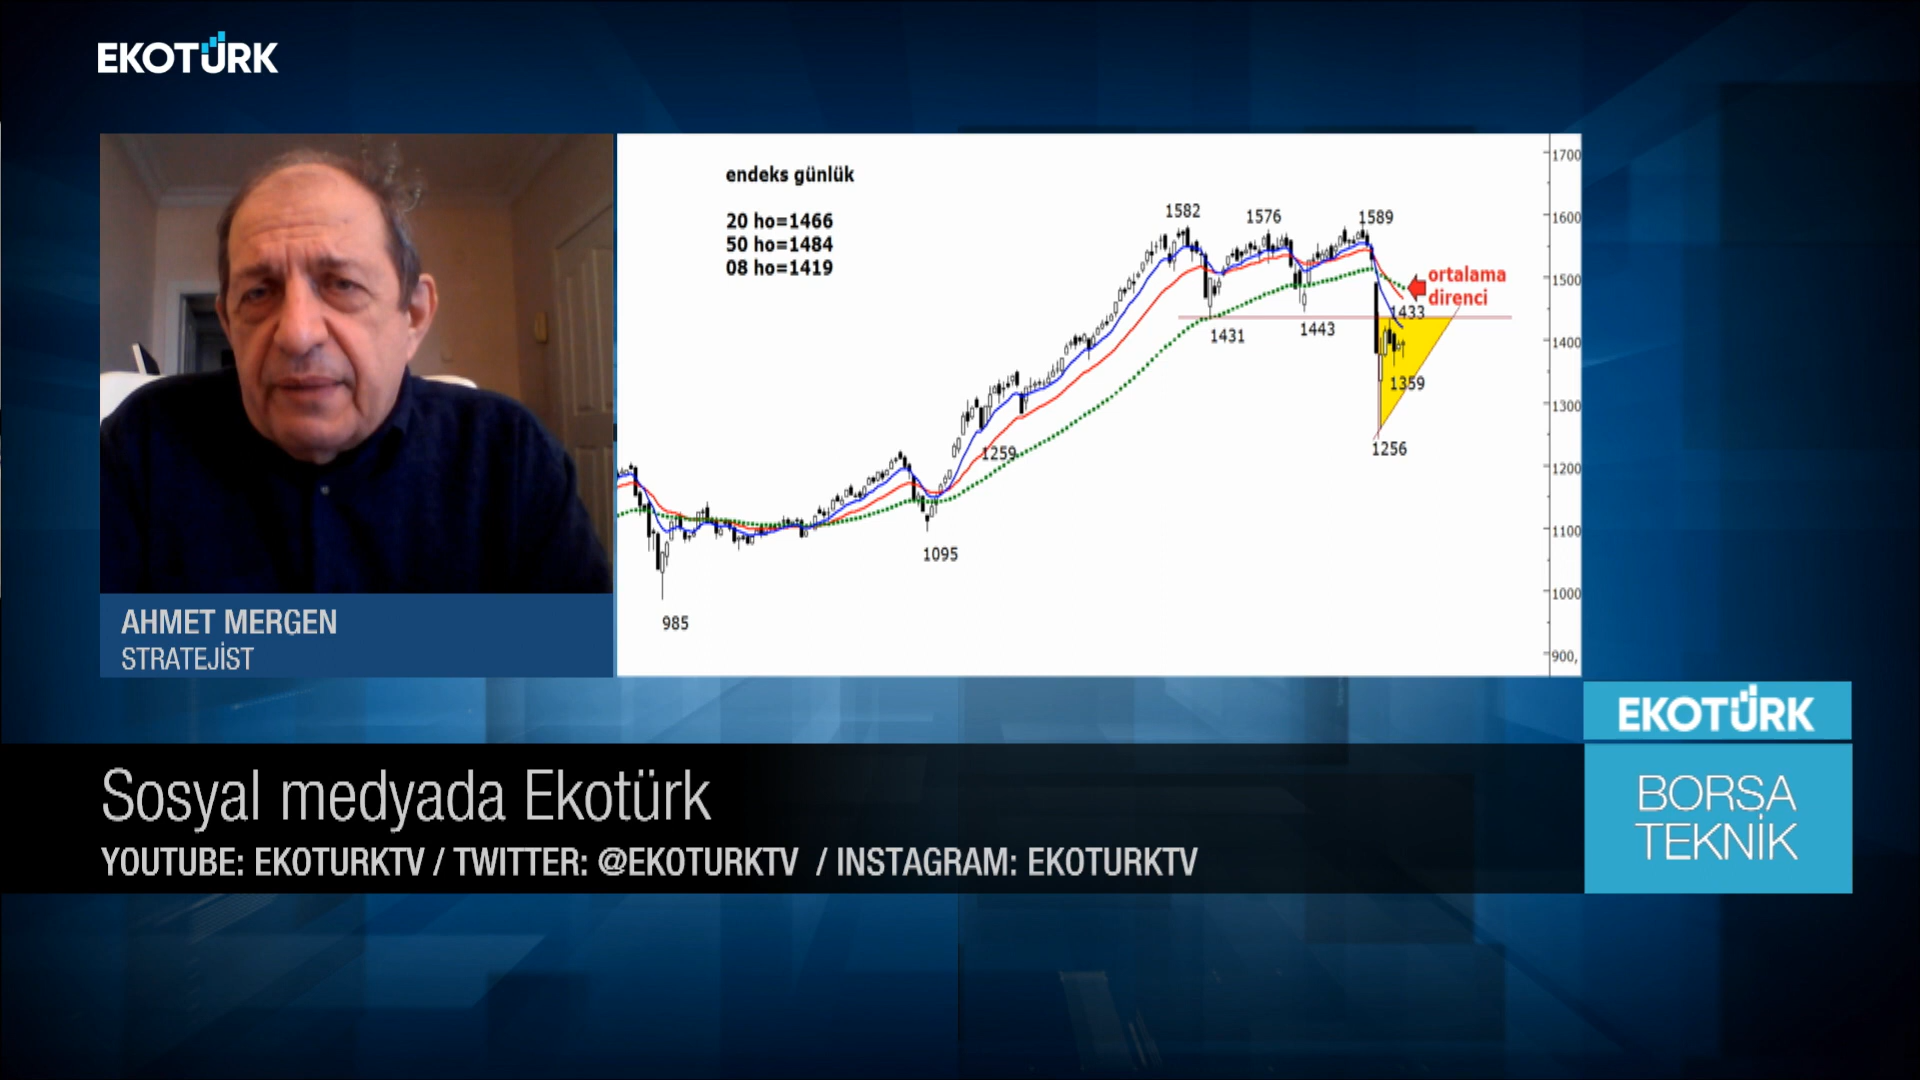 EKOTÜRK
endeks günlük
20 ho=1466
50 ho=1484
08 ho=1419
1582
1576
1589
ortalama
direnci
1433
1431
1443
1359
1256
1259
1095
985
1700
1600
1500
1400
1300
1200
1100
1000
900,
AHMET MERGEN
STRATEJİST
EKOTÜRK
BORSA
TEKNİK
Sosyal medyada Ekotürk
YOUTUBE: EKOTURKTV / TWITTER: @EKOTURKTV / INSTAGRAM: EKOTURKTV